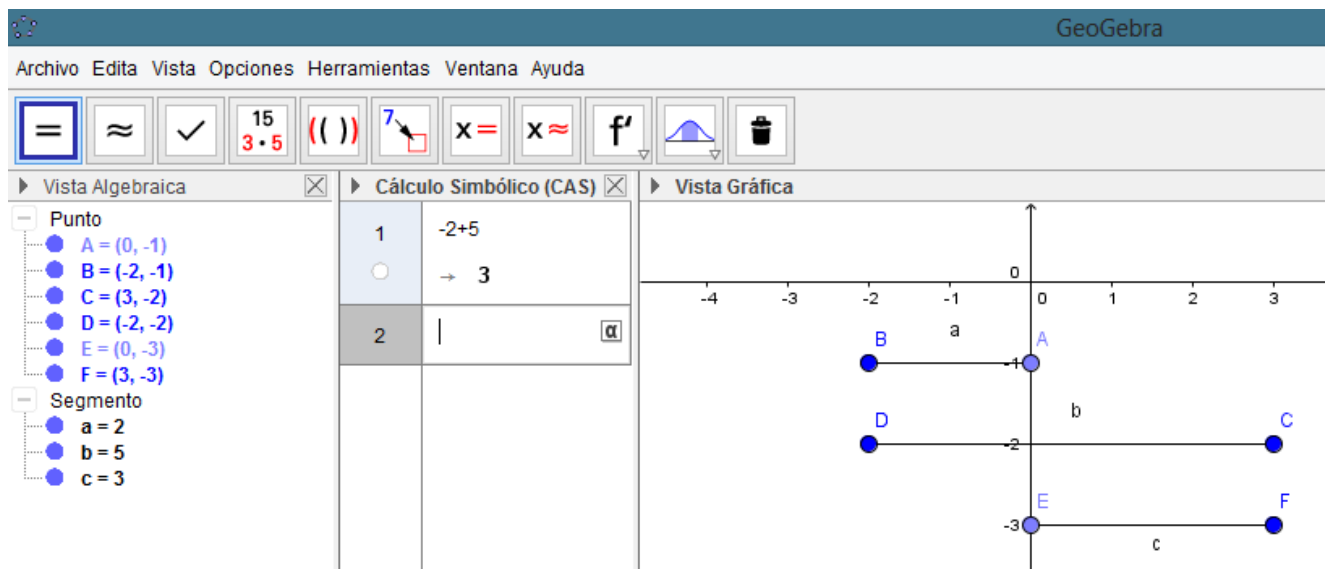 GeoGebra
Archivo Edita Vista Opciones Herramientas Ventana Ayuda
= ≈ ✓ 15 3 • 5 (( )) 7 x = x ≈ f′
Vista Algebraica
Punto
A = (0, -1)
B = (-2, -1)
C = (3, -2)
D = (-2, -2)
E = (0, -3)
F = (3, -3)
Segmento
a = 2
b = 5
c = 3
Cálculo Simbólico (CAS)
1 -2+5
→ 3
2 α
Vista Gráfica
0
-4 -3 -2 -1 0 1 2 3
B a A
-1
b
D C
-2
E F
-3
c